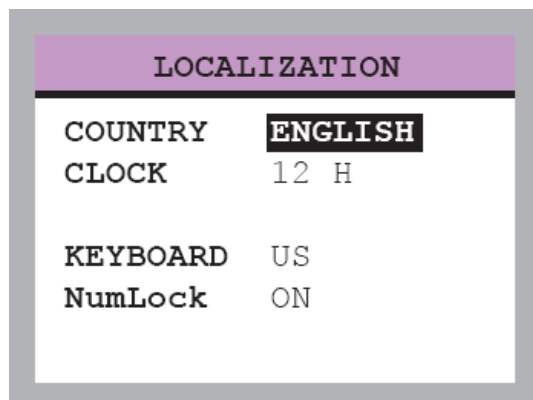 LOCALIZATION
COUNTRY ENGLISH
CLOCK 12 H
KEYBOARD US
NumLock ON